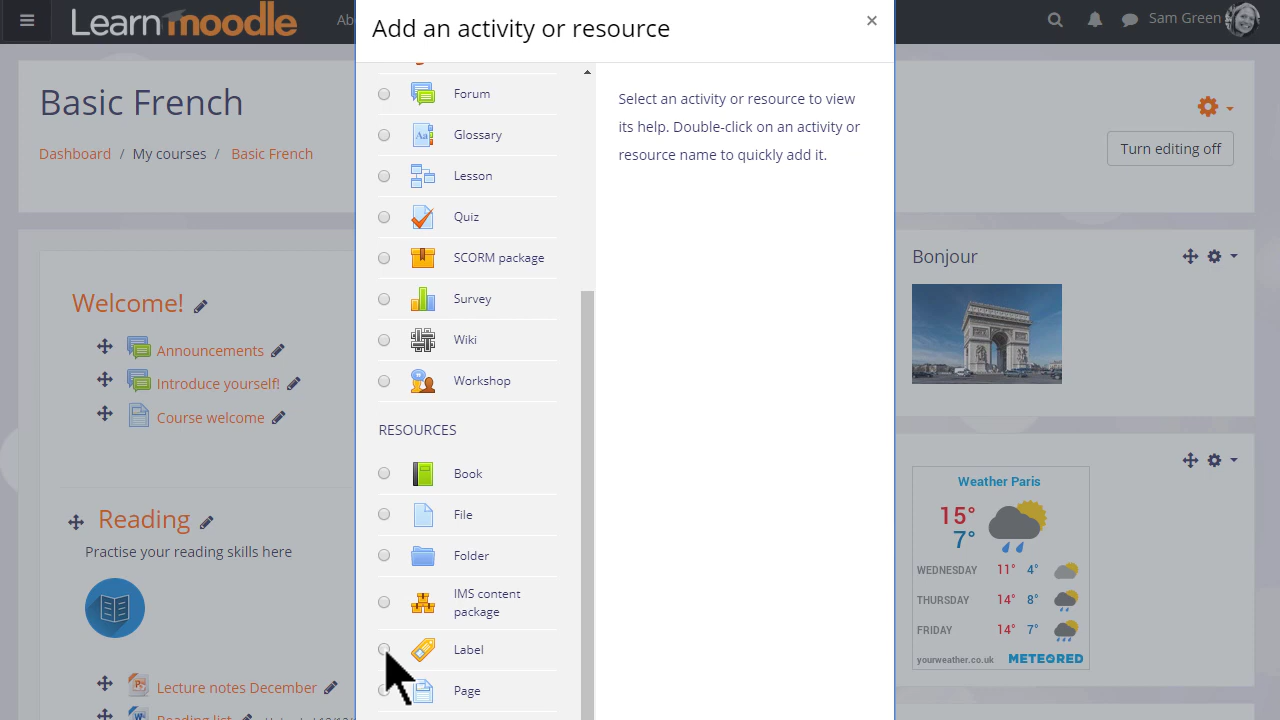 Learn moodle
Ab
Sam Green
Add an activity or resource
×
Basic French
Dashboard / My courses / Basic French
Turn editing off
Forum
Glossary
Lesson
Quiz
SCORM package
Survey
Wiki
Workshop
RESOURCES
Book
File
Folder
IMS content
package
Label
Page
Select an activity or resource to view
its help. Double-click on an activity or
resource name to quickly add it.
Welcome!
Announcements
Introduce yourself!
Course welcome
Reading
Practise your reading skills here
Lecture notes December
Reading list
Bonjour
Weather Paris
15°
7°
WEDNESDAY 11° 4°
THURSDAY 14° 8°
FRIDAY 14° 7°
yourweather.co.uk METEORED